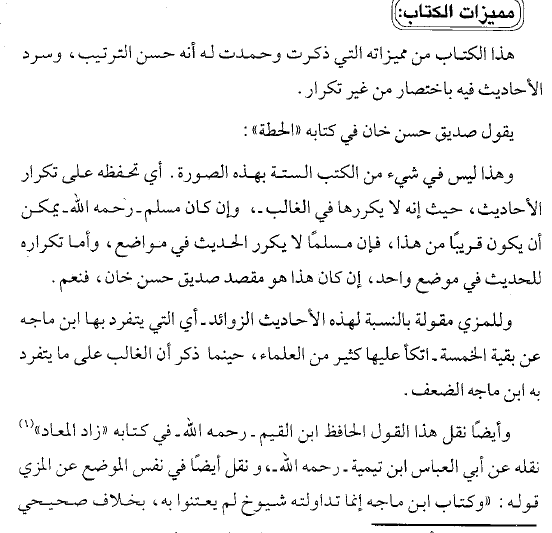 مميزات الكتاب:
هذا الكتاب من مميزاته التي ذكرت وحمدت له أنه حسن الترتيب، وسرد
الأحاديث فيه باختصار من غير تكرار.
يقول صديق حسن خان في كتابه «الحطة»:
وهذا ليس في شيء من الكتب الستة بهذه الصورة. أي تحفظه على تكرار
الأحاديث، حيث إنه لا يكررها في الغالب ـ، وإن كان مسلم ـ رحمه الله ـ يمكن
أن يكون قريبًا من هذا، فإن مسلمًا لا يكرر الحديث في مواضع، وأما تكراره
للحديث في موضع واحد، إن كان هذا هو مقصد صديق حسن خان، فنعم.
وللمزي مقولة بالنسبة لهذه الأحاديث الزوائد ـ أي التي يتفرد بها ابن ماجه
عن بقية الخمسة ـ اتكأ عليها كثير من العلماء، حينما ذكر أن الغالب على ما يتفرد
به ابن ماجه الضعف.
وأيضًا نقل هذا القول الحافظ ابن القيم ـ رحمه الله ـ في كتابه «زاد المعاد»(١)
نقله عن أبي العباس ابن تيمية ـ رحمه الله ـ، و نقل أيضًا في نفس الموضع عن المزي
قوله: «وكتاب ابن ماجه إنما تداولته شيوخ لم يعتنوا به، بخلاف صحيحي